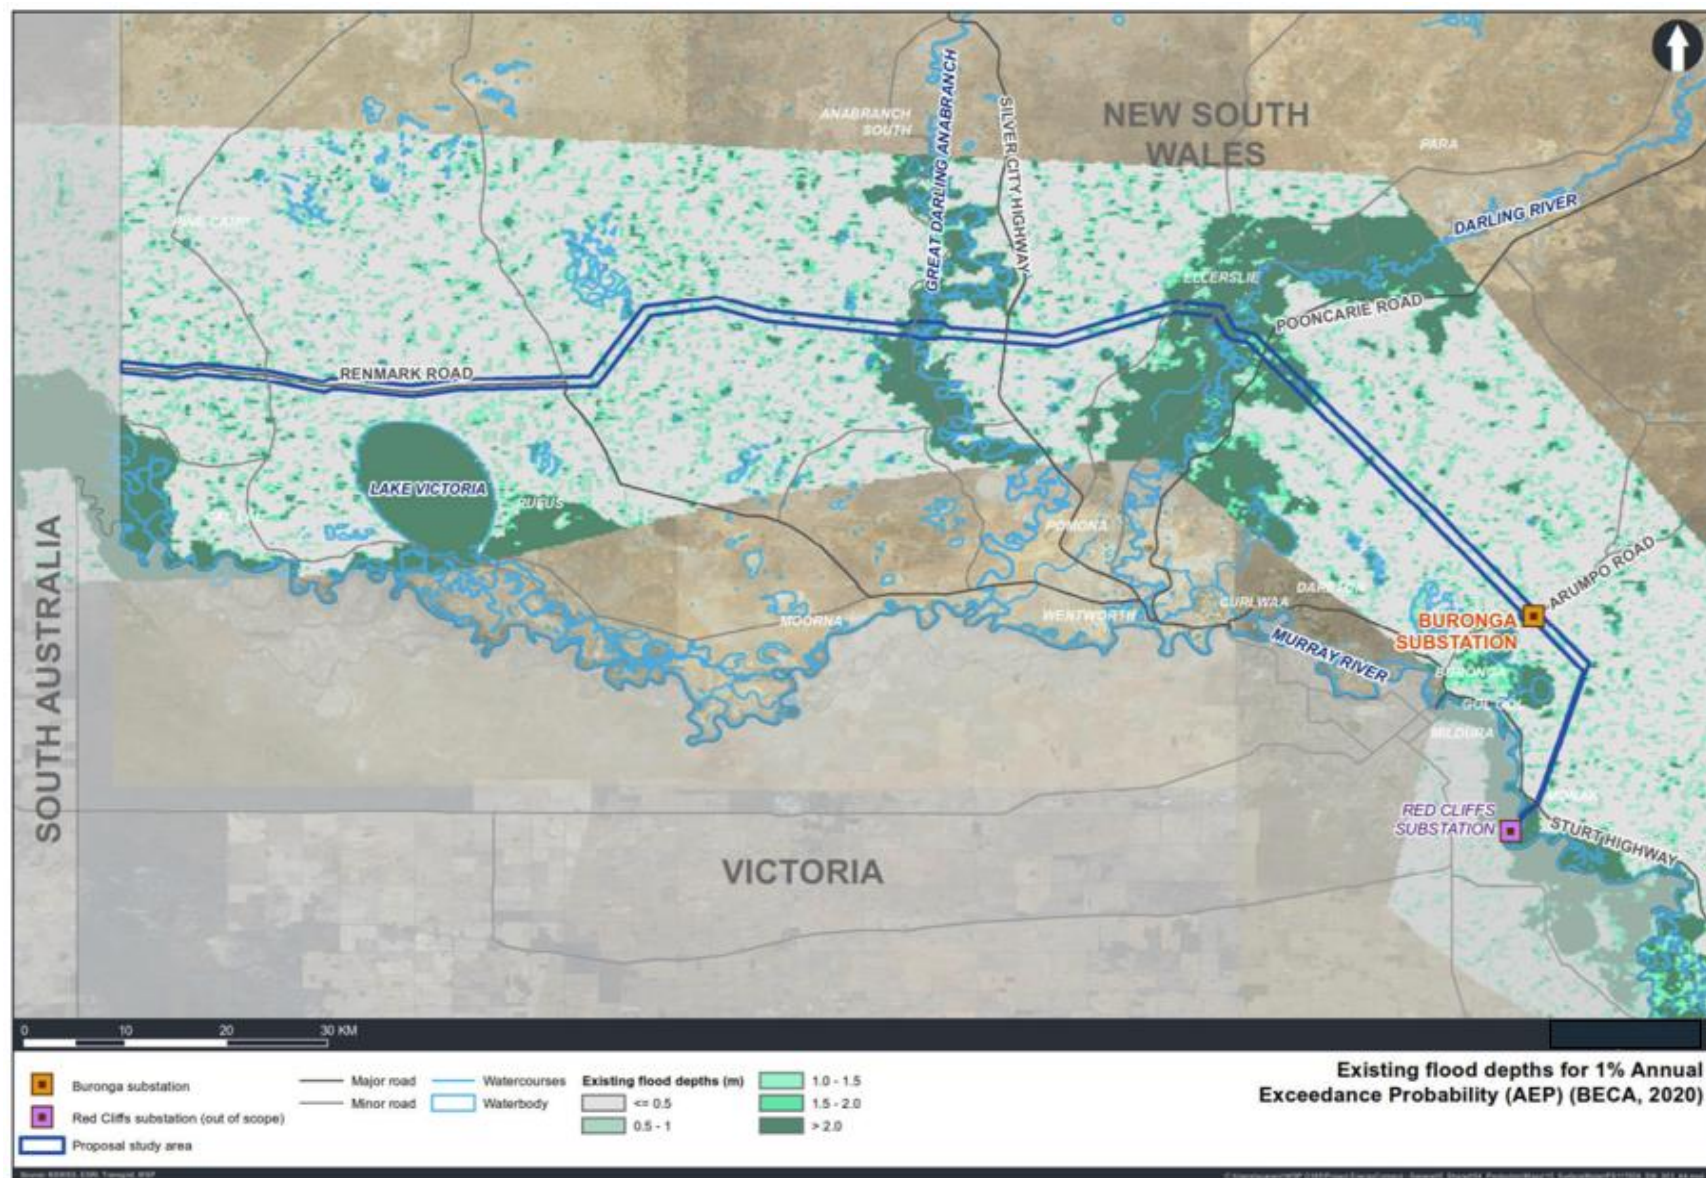 NEW SOUTH
WALES
ANABRANCH
SOUTH
GREAT DARLING ANABRANCH
SILVER CITY HIGHWAY
PARA
DARLING RIVER
ELLERSLIE
POONCARIE ROAD
RENMARK ROAD
LAKE VICTORIA
RUFUS
POMONA
ARUMPO ROAD
CURLWAA
WENTWORTH
MOORNA
BURONGA
SUBSTATION
MURRAY RIVER
BURONGA
GOL GOL
MILDURA
SOUTH AUSTRALIA
MONAK
RED CLIFFS
SUBSTATION
STURT HIGHWAY
VICTORIA
0 10 20 30 KM
Buronga substation
Red Cliffs substation (out of scope)
Proposal study area
Major road
Minor road
Watercourses
Waterbody
Existing flood depths (m)
<= 0.5
0.5 - 1
1.0 - 1.5
1.5 - 2.0
> 2.0
Existing flood depths for 1% Annual
Exceedance Probability (AEP) (BECA, 2020)